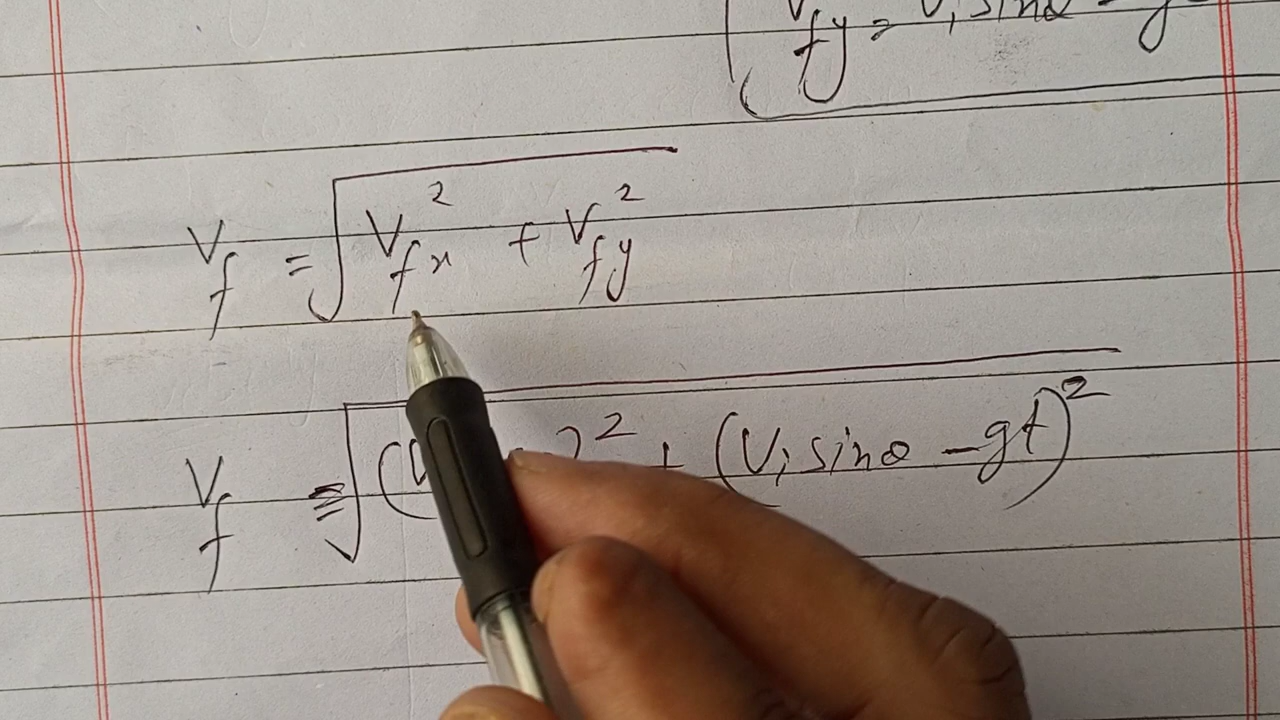 V_fy = V_i sinθ - g
V_f = √(V_fx² + V_fy²)
V_f = √((V )² + (V_i sinθ - gt)²)